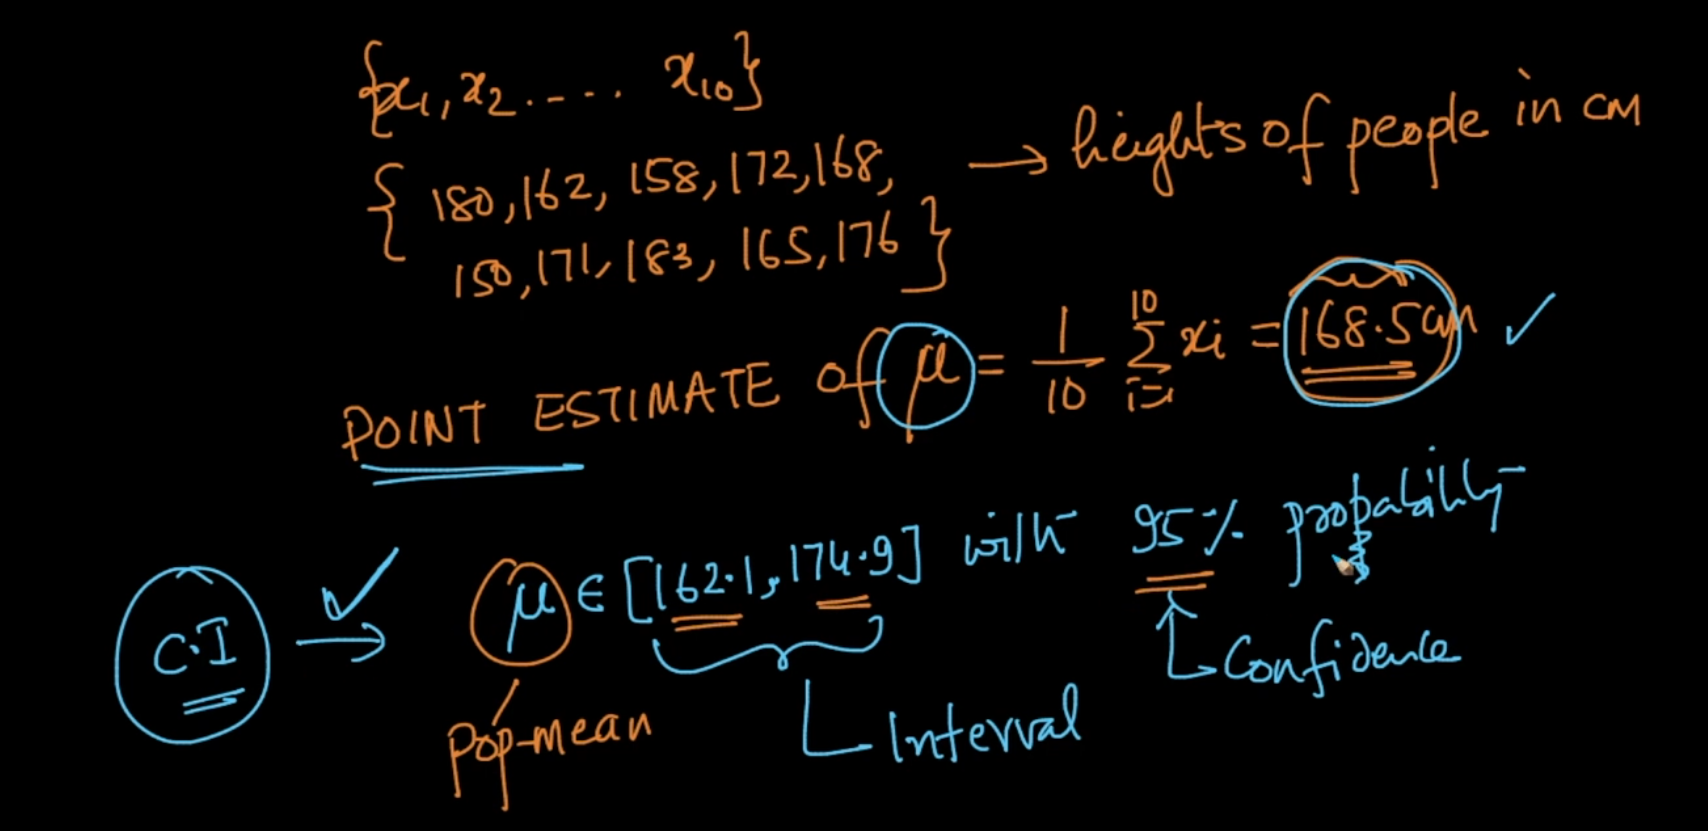 {x₁, x₂ . - - . . x₁₀}
{ 180, 162, 158, 172, 168, → heights of people in cm
150, 171, 183, 165, 176 }
POINT ESTIMATE of μ = 1/10 10 Σ i=1 xi = 168.5 cm ✓
C.I → ✓ μ ∈ [162.1, 174.9] with 95% probability
Pop-mean
Interval
Confidence